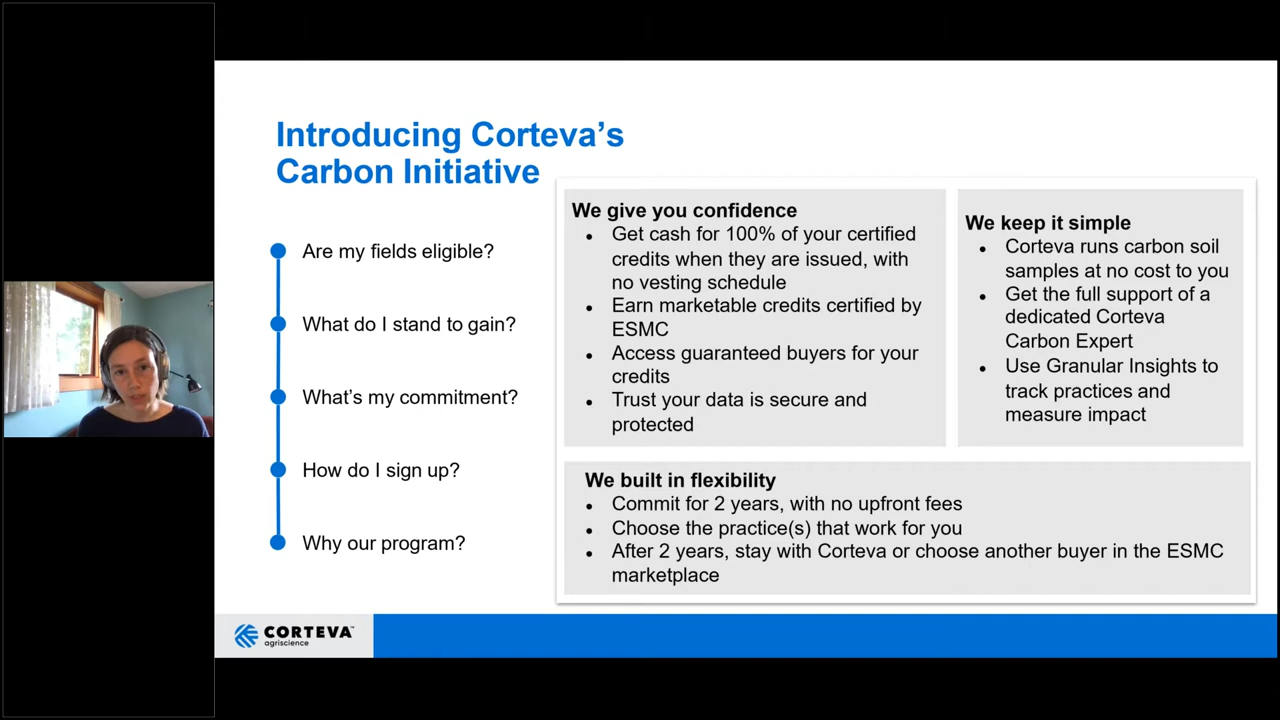 Introducing Corteva's
Carbon Initiative
Are my fields eligible?
What do I stand to gain?
What's my commitment?
How do I sign up?
Why our program?
We give you confidence
• Get cash for 100% of your certified
credits when they are issued, with
no vesting schedule
• Earn marketable credits certified by
ESMC
• Access guaranteed buyers for your
credits
• Trust your data is secure and
protected
We keep it simple
• Corteva runs carbon soil
samples at no cost to you
• Get the full support of a
dedicated Corteva
Carbon Expert
• Use Granular Insights to
track practices and
measure impact
We built in flexibility
• Commit for 2 years, with no upfront fees
• Choose the practice(s) that work for you
• After 2 years, stay with Corteva or choose another buyer in the ESMC
marketplace
CORTEVA™
agriscience